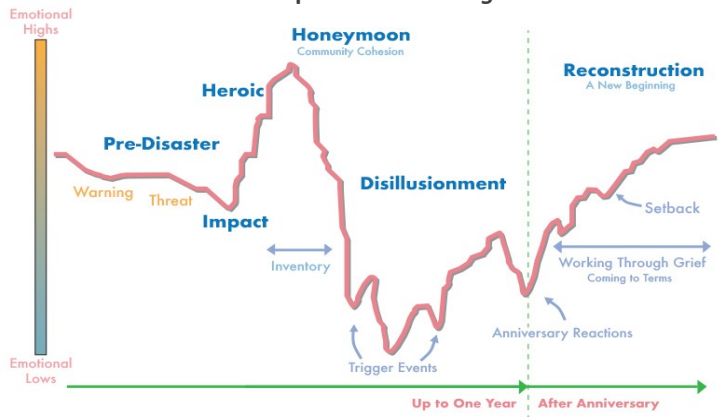 Emotional
Highs
Honeymoon
Community Cohesion
Reconstruction
A New Beginning
Heroic
Pre-Disaster
Disillusionment
Warning
Threat
Impact
Setback
Inventory
Working Through Grief
Coming to Terms
Anniversary Reactions
Trigger Events
Emotional
Lows
Up to One Year
After Anniversary